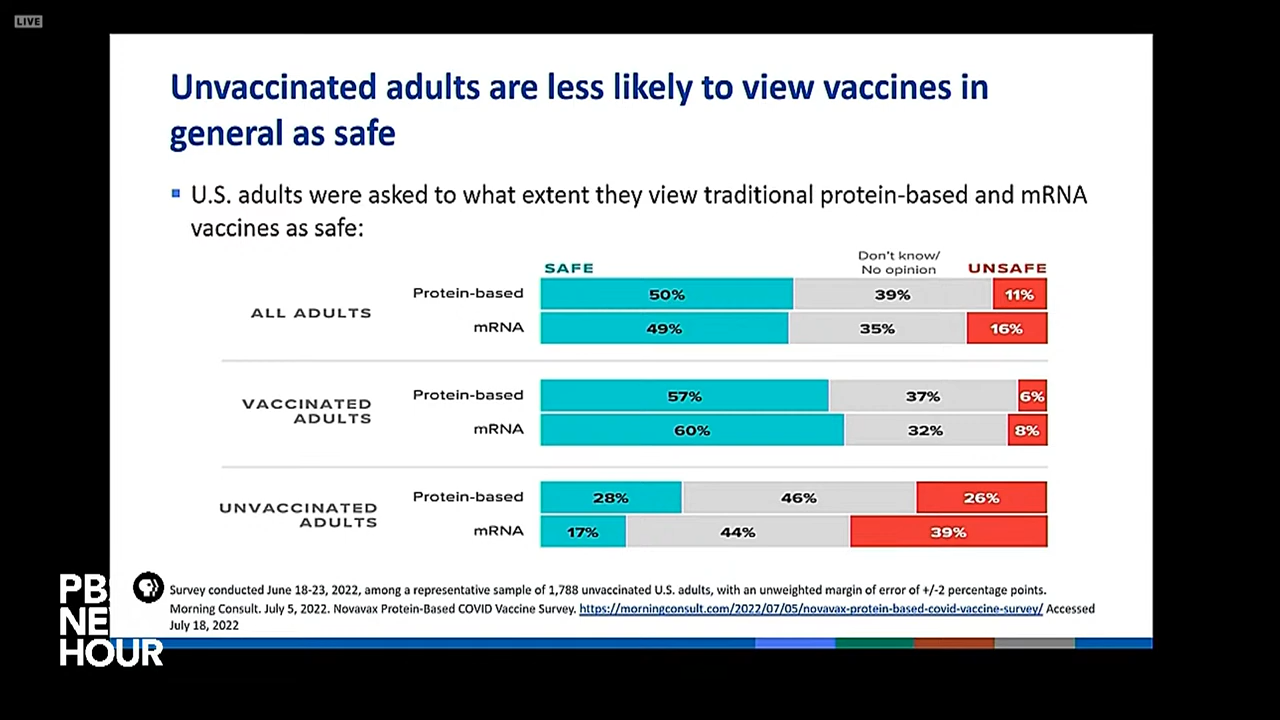 LIVE
Unvaccinated adults are less likely to view vaccines in
general as safe
U.S. adults were asked to what extent they view traditional protein-based and mRNA
vaccines as safe:
SAFE
Don't know/
No opinion
UNSAFE
ALL ADULTS
Protein-based 50% 39% 11%
mRNA 49% 35% 16%
VACCINATED
ADULTS
Protein-based 57% 37% 6%
mRNA 60% 32% 8%
UNVACCINATED
ADULTS
Protein-based 28% 46% 26%
mRNA 17% 44% 39%
Survey conducted June 18-23, 2022, among a representative sample of 1,788 unvaccinated U.S. adults, with an unweighted margin of error of +/-2 percentage points.
Morning Consult. July 5, 2022. Novavax Protein-Based COVID Vaccine Survey. https://morningconsult.com/2022/07/05/novavax-protein-based-covid-vaccine-survey/ Accessed
July 18, 2022
PB
NE
HOUR